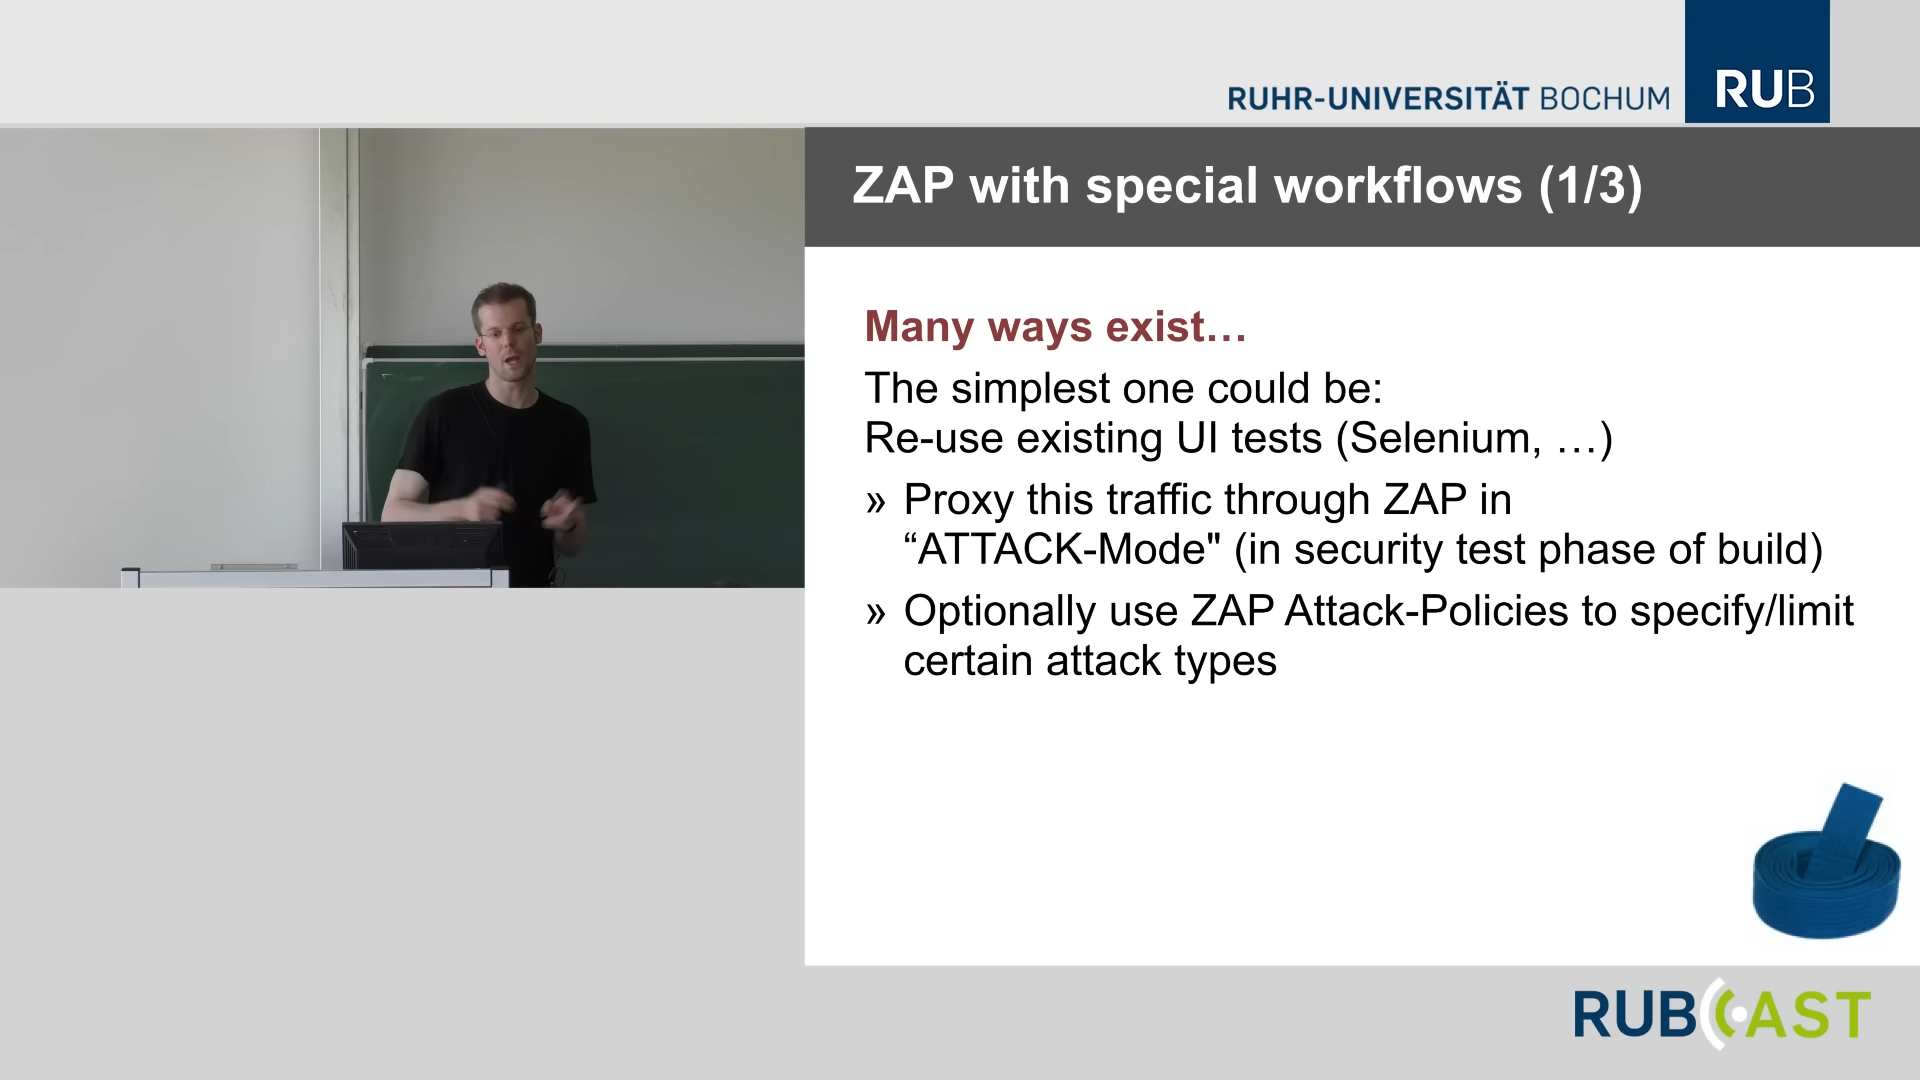 RUHR-UNIVERSITÄT BOCHUM
RUB
ZAP with special workflows (1/3)
Many ways exist…
The simplest one could be:
Re-use existing UI tests (Selenium, …)
» Proxy this traffic through ZAP in
“ATTACK-Mode" (in security test phase of build)
» Optionally use ZAP Attack-Policies to specify/limit
certain attack types
RUBCAST